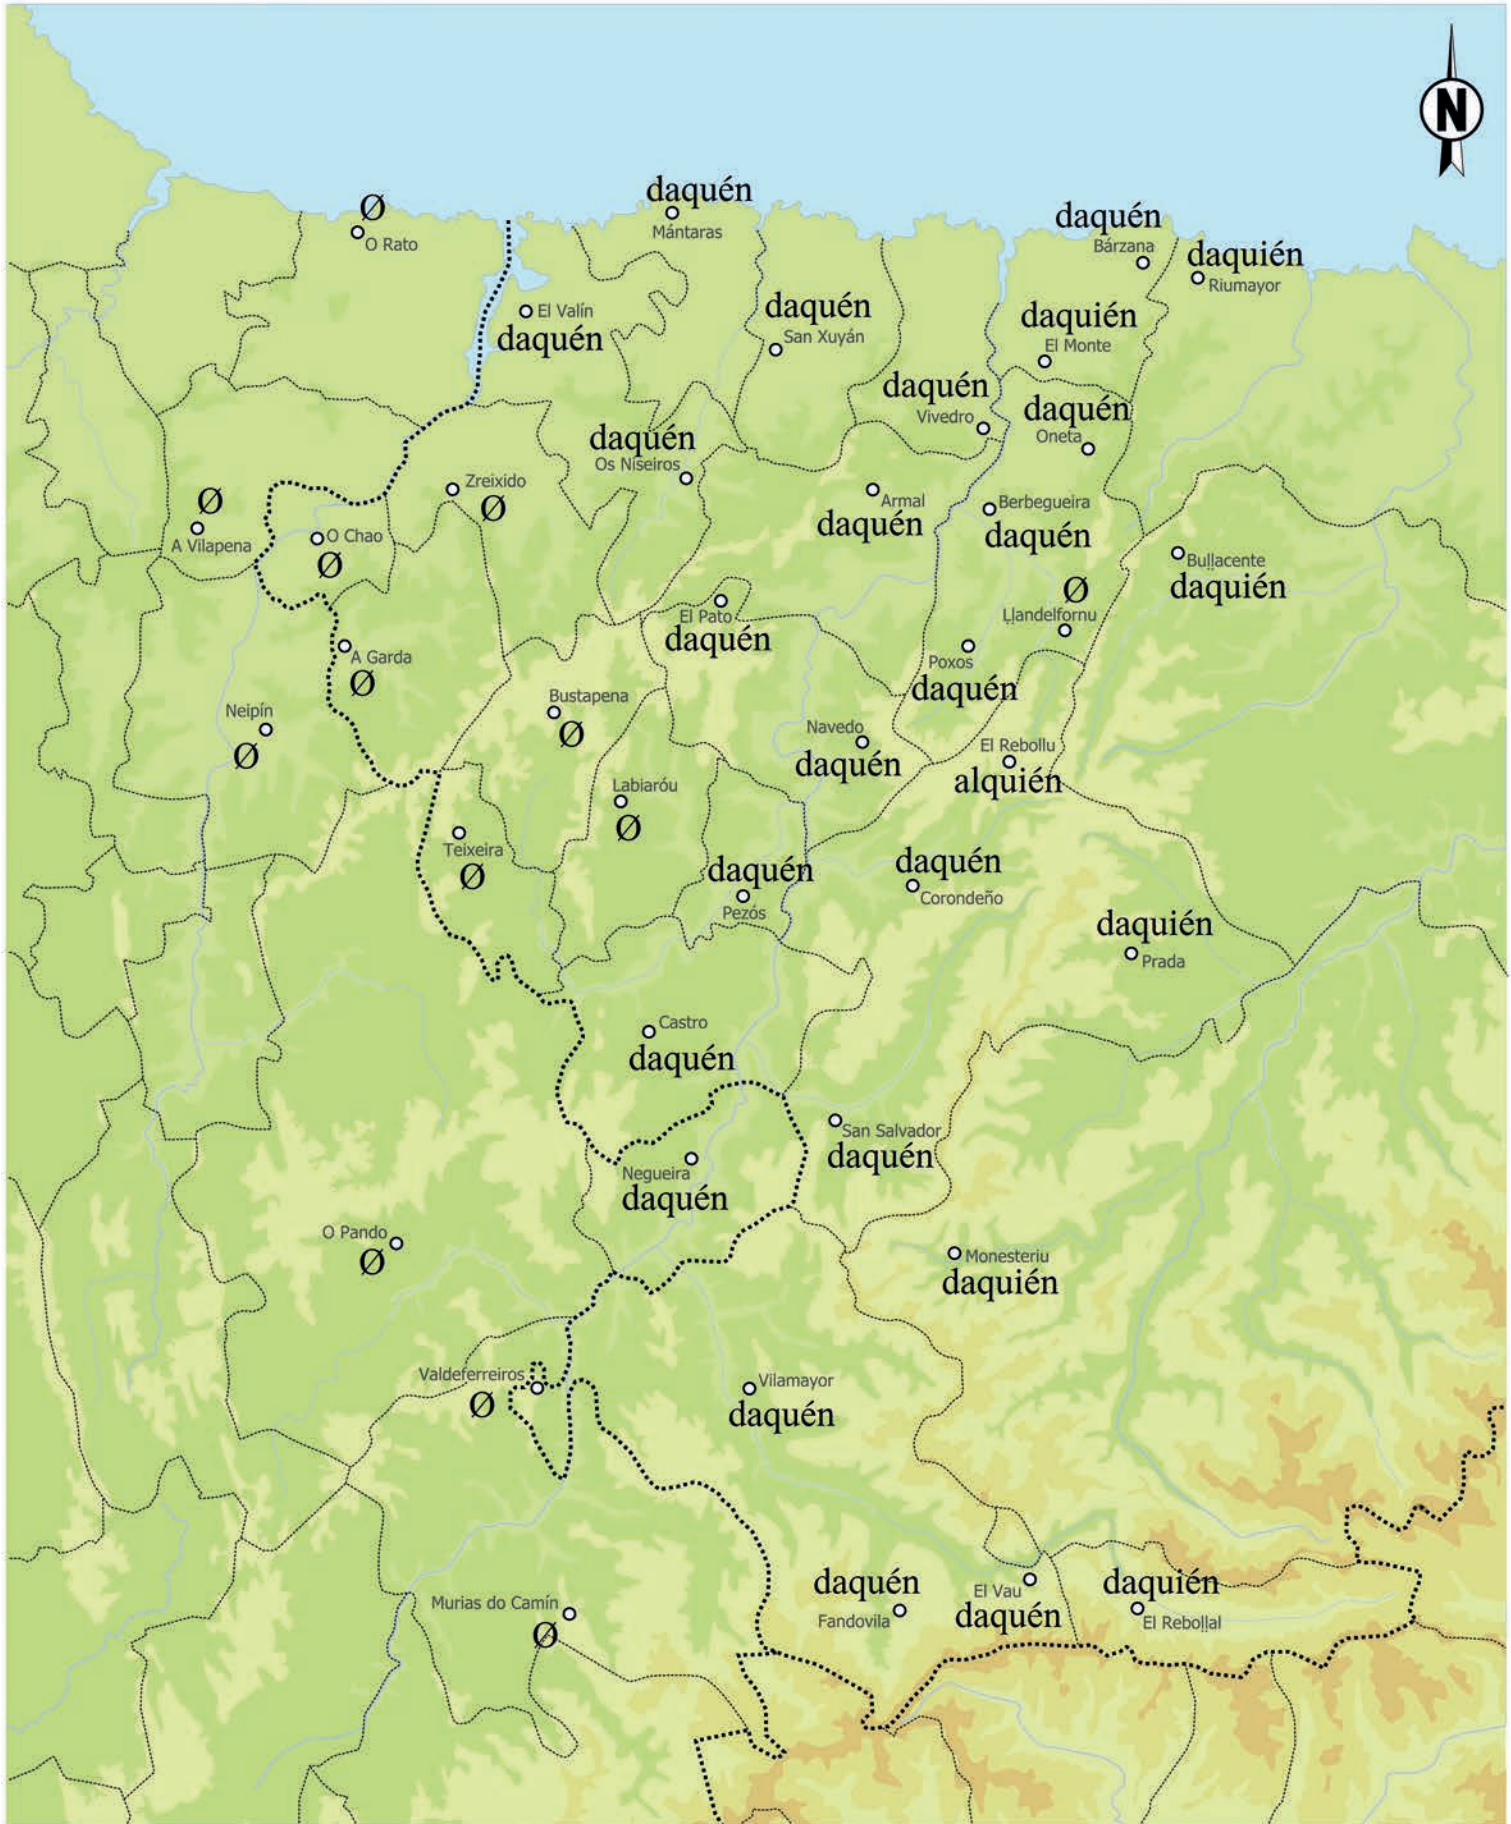 N
daquén
Mántaras
Ø
O Rato
daquén
Bárzana
daquién
Riumayor
El Valín
daquén
daquén
San Xuyán
daquién
El Monte
daquén
Vivedro
daquén
Oneta
daquén
Os Niseiros
Zreixido
Ø
Ø
A Vilapena
O Chao
Ø
Armal
daquén
Berbegueira
daquén
Buḷḷacente
daquién
Ø
Ḷḷandelfornu
El Pato
daquén
A Garda
Ø
Poxos
daquén
Bustapena
Ø
Neipín
Ø
Navedo
daquén
El Rebollu
alquién
Labiaróu
Ø
Teixeira
Ø
daquén
Pezós
daquén
Corondeño
daquién
Prada
Castro
daquén
San Salvador
daquén
Negueira
daquén
O Pando
Ø
Monesteriu
daquién
Valdeferreiros
Ø
Vilamayor
daquén
Murias do Camín
Ø
daquén
Fandovila
El Vau
daquén
daquién
El Reboḷḷal